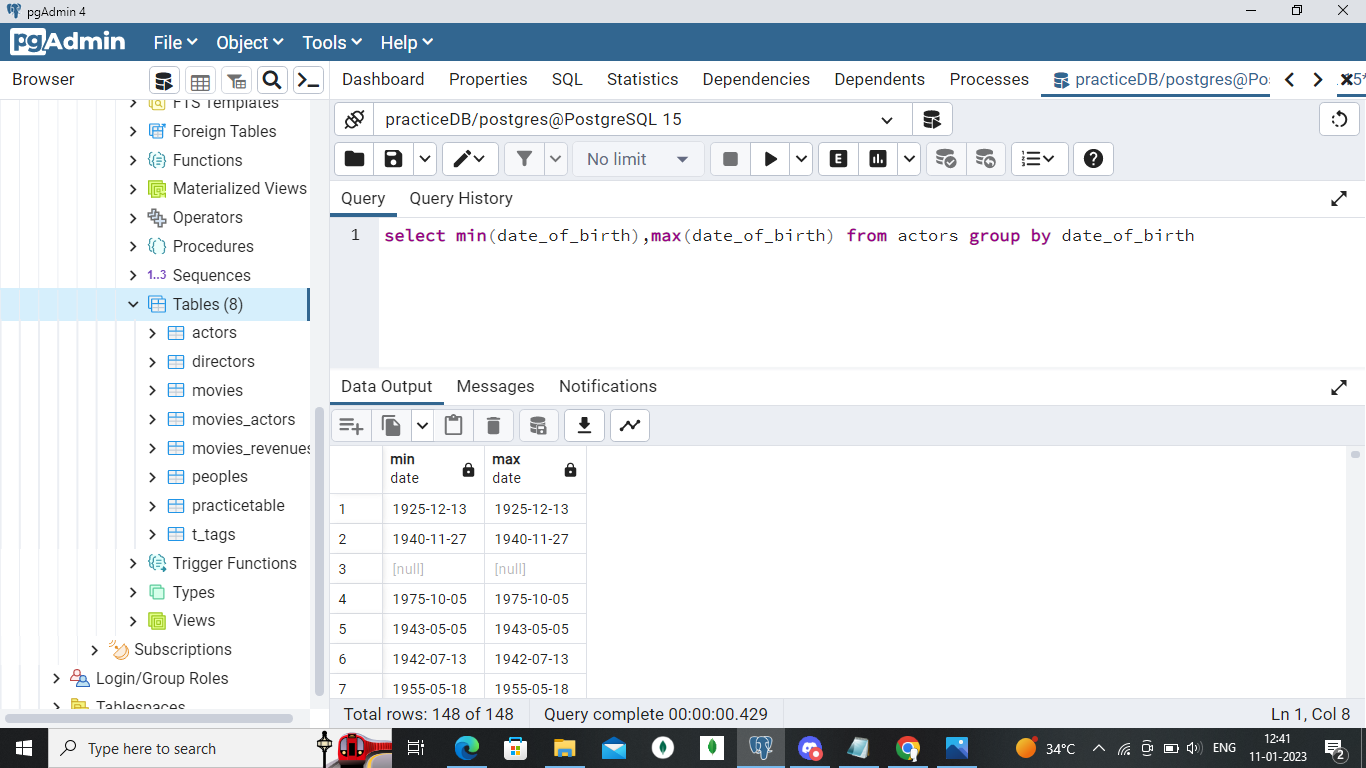 pgAdmin 4
pgAdmin File Object Tools Help
Browser
Dashboard Properties SQL Statistics Dependencies Dependents Processes practiceDB/postgres@Po 5*
FTS Templates
Foreign Tables
Functions
Materialized Views
Operators
Procedures
1..3 Sequences
Tables (8)
actors
directors
movies
movies_actors
movies_revenues
peoples
practicetable
t_tags
Trigger Functions
Types
Views
Subscriptions
Login/Group Roles
Tablespaces
practiceDB/postgres@PostgreSQL 15
No limit
E
Query Query History
1 select min(date_of_birth),max(date_of_birth) from actors group by date_of_birth
Data Output Messages Notifications
min max
date date
1 1925-12-13 1925-12-13
2 1940-11-27 1940-11-27
3 [null] [null]
4 1975-10-05 1975-10-05
5 1943-05-05 1943-05-05
6 1942-07-13 1942-07-13
7 1955-05-18 1955-05-18
Total rows: 148 of 148 Query complete 00:00:00.429 Ln 1, Col 8
Type here to search
34°C ENG 12:41
11-01-2023
2